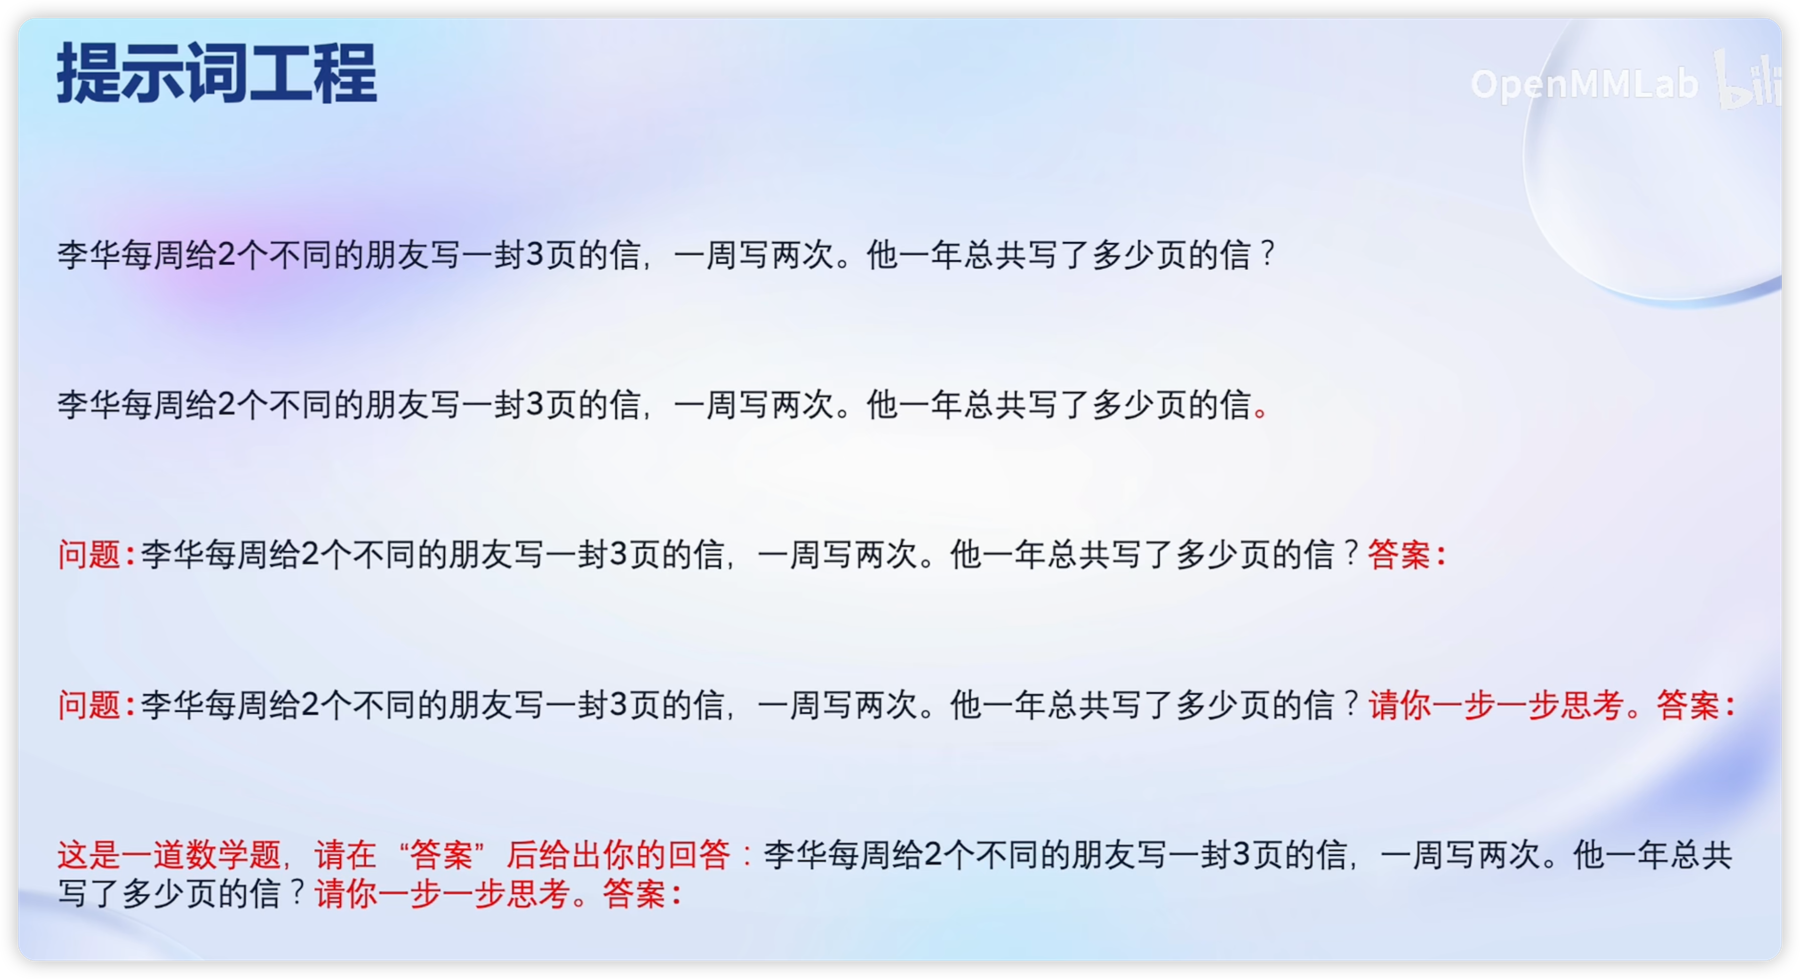 提示词工程
OpenMMLab bili
李华每周给2个不同的朋友写一封3页的信，一周写两次。他一年总共写了多少页的信？
李华每周给2个不同的朋友写一封3页的信，一周写两次。他一年总共写了多少页的信。
问题：李华每周给2个不同的朋友写一封3页的信，一周写两次。他一年总共写了多少页的信？答案：
问题：李华每周给2个不同的朋友写一封3页的信，一周写两次。他一年总共写了多少页的信？请你一步一步思考。答案：
这是一道数学题，请在“答案”后给出你的回答：李华每周给2个不同的朋友写一封3页的信，一周写两次。他一年总共
写了多少页的信？请你一步一步思考。答案：